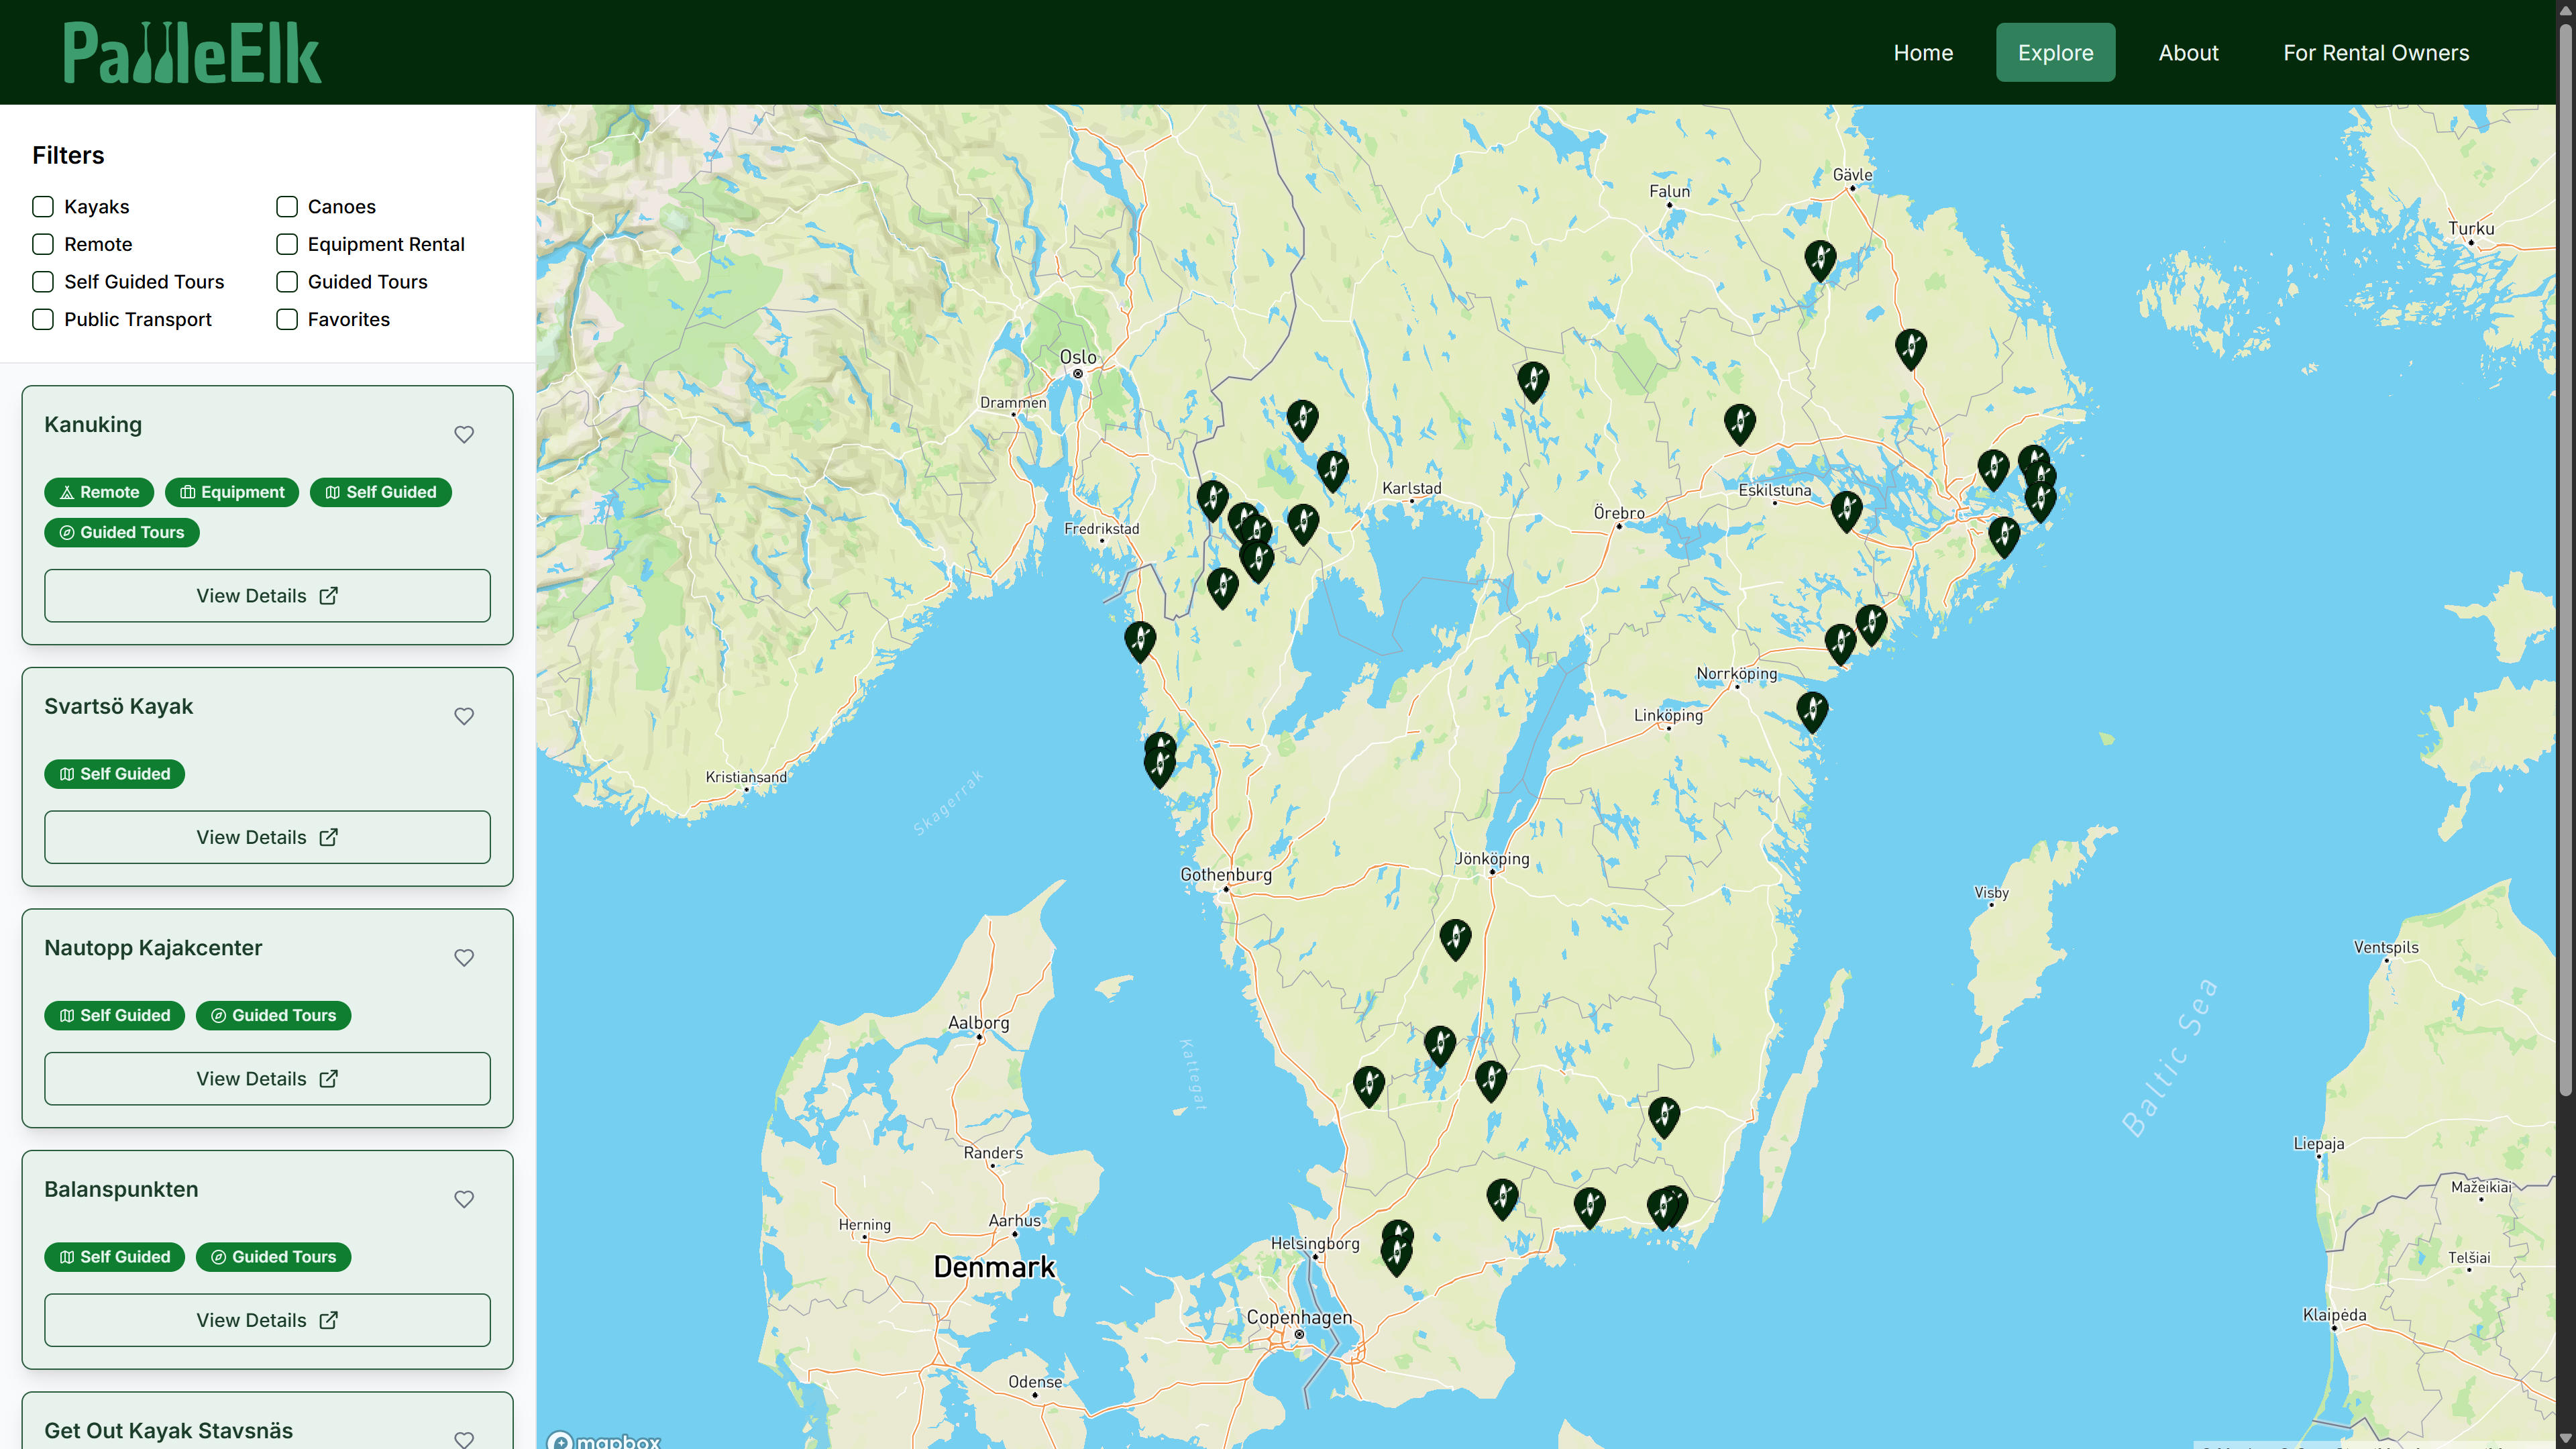 PaddleElk
Home
Explore
About
For Rental Owners
Filters
Kayaks
Canoes
Remote
Equipment Rental
Self Guided Tours
Guided Tours
Public Transport
Favorites
Kanuking
Remote
Equipment
Self Guided
Guided Tours
View Details
Svartsö Kayak
Self Guided
View Details
Nautopp Kajakcenter
Self Guided
Guided Tours
View Details
Balanspunkten
Self Guided
Guided Tours
View Details
Get Out Kayak Stavsnäs
Gävle
Falun
Turku
Oslo
Drammen
Karlstad
Eskilstuna
Örebro
Fredrikstad
Norrköping
Linköping
Kristiansand
Skagerrak
Jönköping
Gothenburg
Visby
Ventspils
Aalborg
Kattegat
Baltic Sea
Liepaja
Randers
Mažeikiai
Aarhus
Herning
Helsingborg
Denmark
Telšiai
Copenhagen
Klaipėda
Odense
mapbox